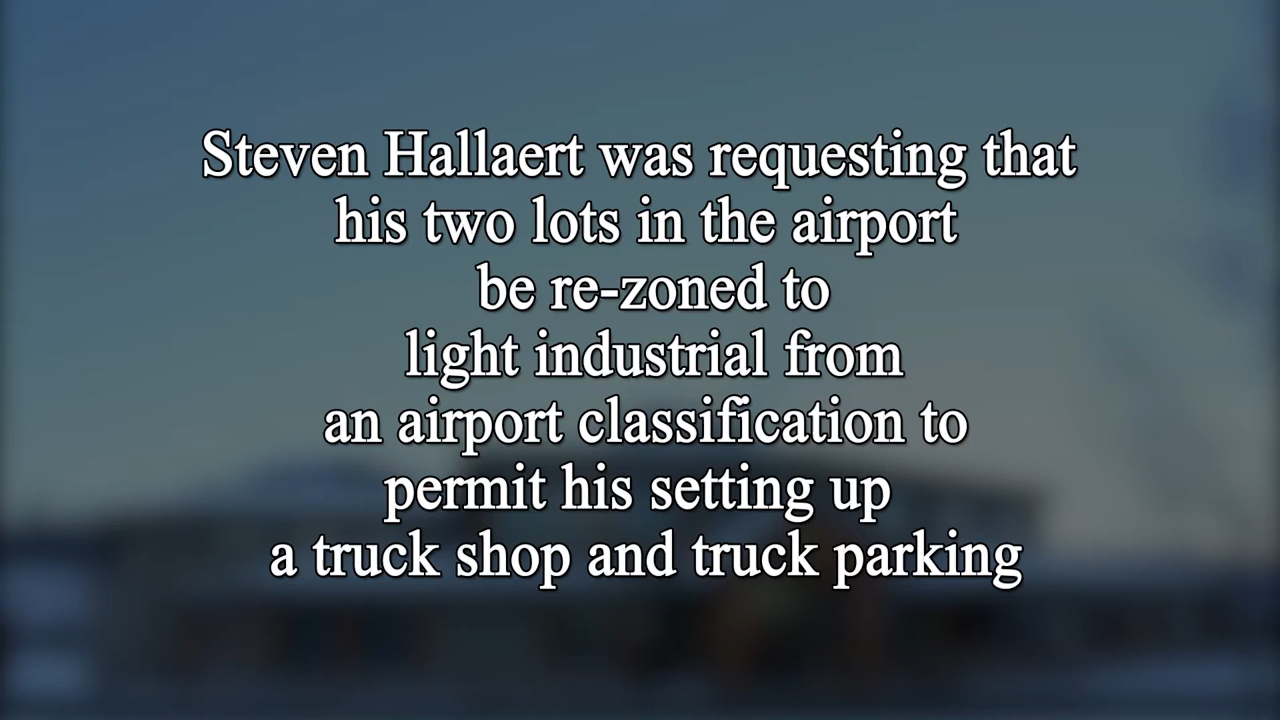 Steven Hallaert was requesting that
his two lots in the airport
be re-zoned to
light industrial from
an airport classification to
permit his setting up
a truck shop and truck parking